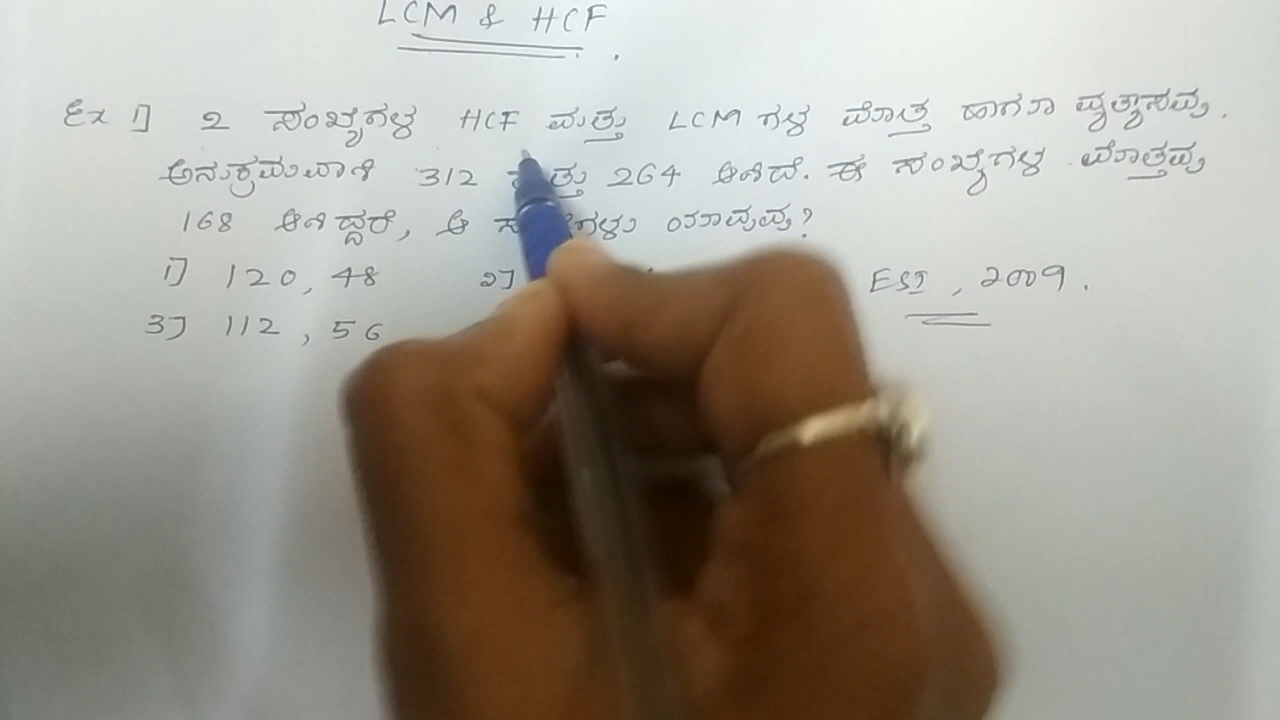 LCM & HCF
Ex 1] 2 ಸಂಖ್ಯೆಗಳ HCF ಮತ್ತು LCM ಗಳ ಮೊತ್ತ ಹಾಗೂ ವ್ಯತ್ಯಾಸವು.
ಅನುಕ್ರಮವಾಗಿ 312 ಮತ್ತು 264 ಆಗಿದೆ. ಈ ಸಂಖ್ಯೆಗಳ ಮೊತ್ತವು
168 ಆಗಿದ್ದರೆ, ಆ ಯಾವುವು?
1] 120, 48 2] ESI, 2009.
3] 112, 56